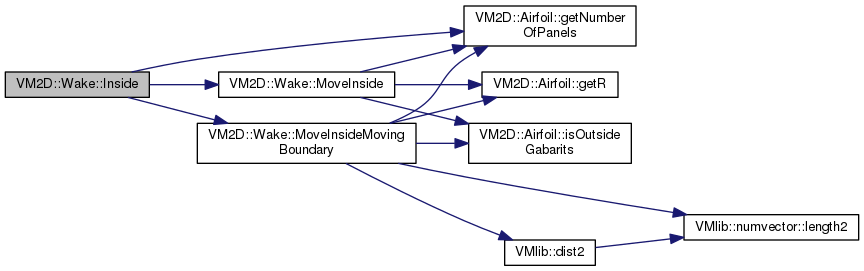 VM2D::Airfoil::getNumber
OfPanels
VM2D::Wake::Inside
VM2D::Wake::MoveInside
VM2D::Airfoil::getR
VM2D::Wake::MoveInsideMoving
Boundary
VM2D::Airfoil::isOutside
Gabarits
VMlib::numvector::length2
VMlib::dist2